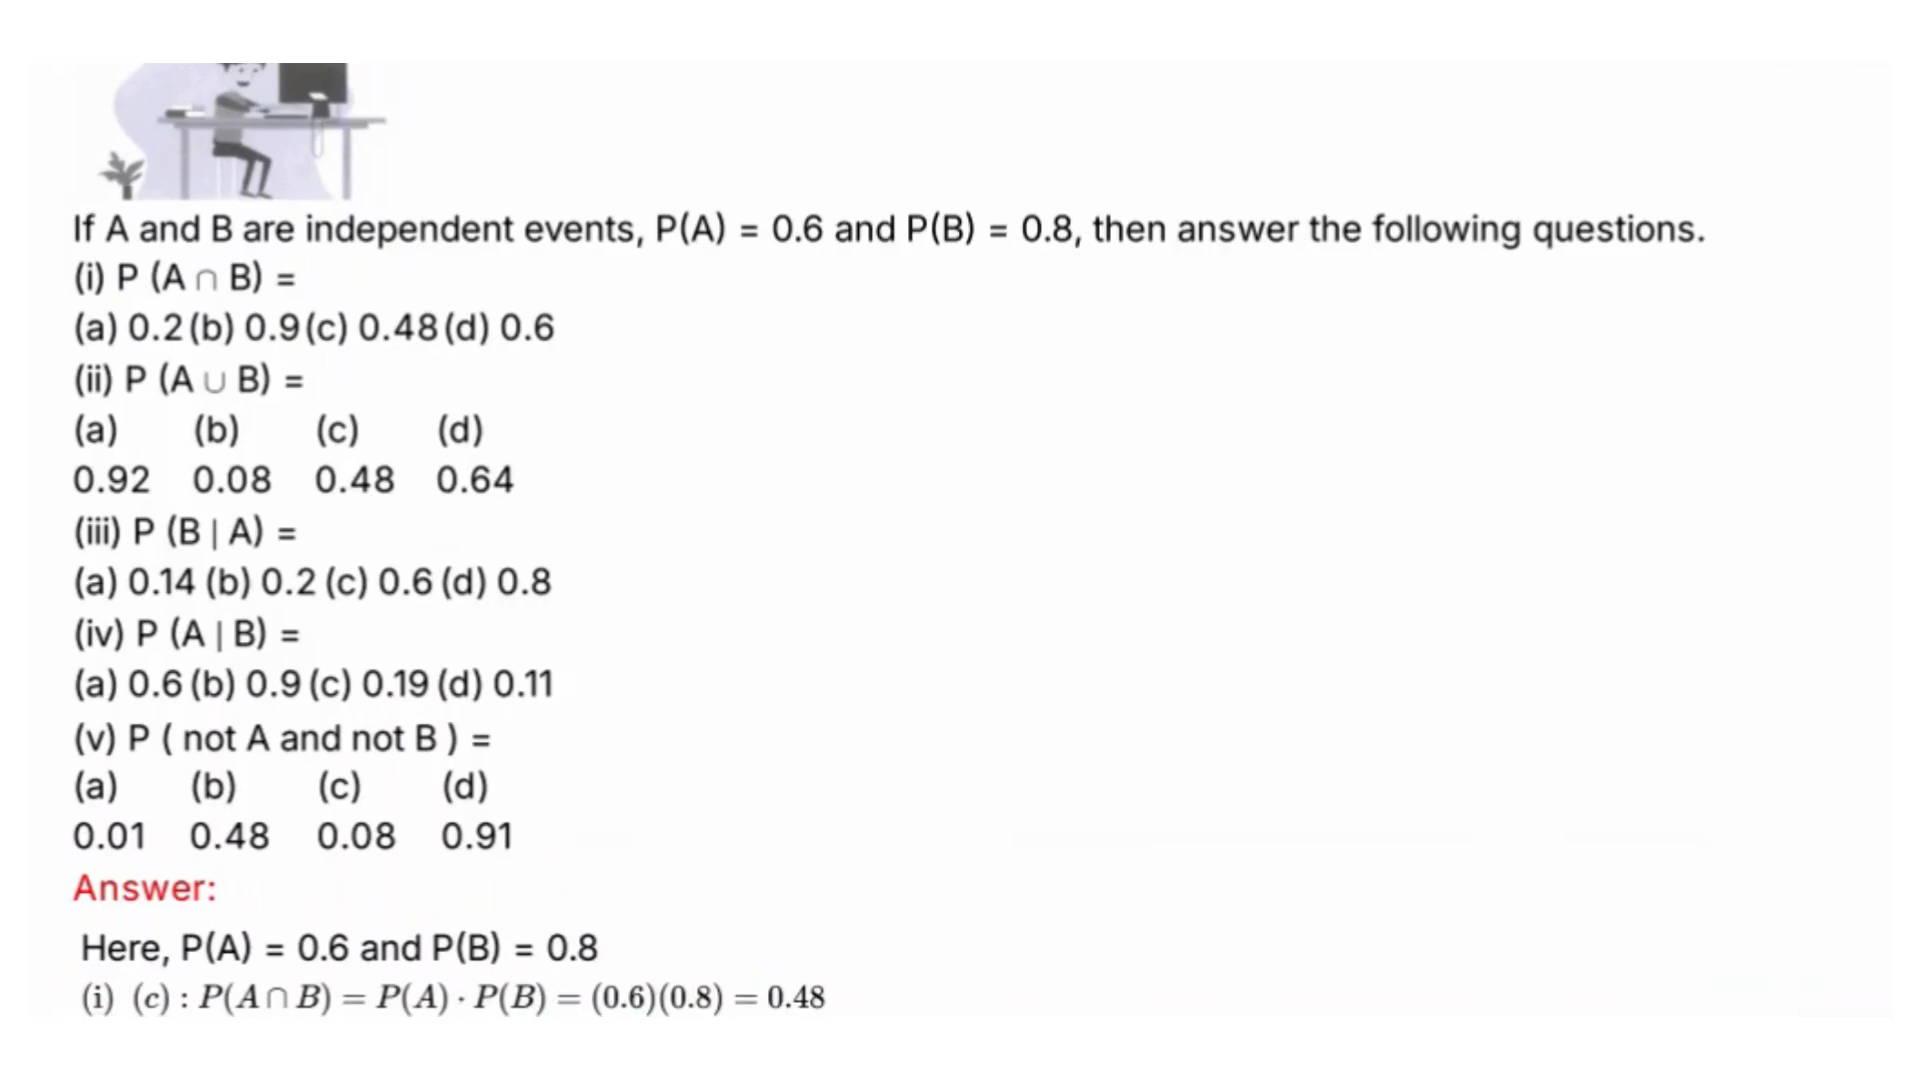 If A and B are independent events, P(A) = 0.6 and P(B) = 0.8, then answer the following questions.
(i) P (A ∩ B) =
(a) 0.2 (b) 0.9 (c) 0.48 (d) 0.6
(ii) P (A ∪ B) =
(a) (b) (c) (d)
0.92 0.08 0.48 0.64
(iii) P (B | A) =
(a) 0.14 (b) 0.2 (c) 0.6 (d) 0.8
(iv) P (A | B) =
(a) 0.6 (b) 0.9 (c) 0.19 (d) 0.11
(v) P ( not A and not B ) =
(a) (b) (c) (d)
0.01 0.48 0.08 0.91
Answer:
Here, P(A) = 0.6 and P(B) = 0.8
(i) (c) : P(A ∩ B) = P(A) · P(B) = (0.6)(0.8) = 0.48